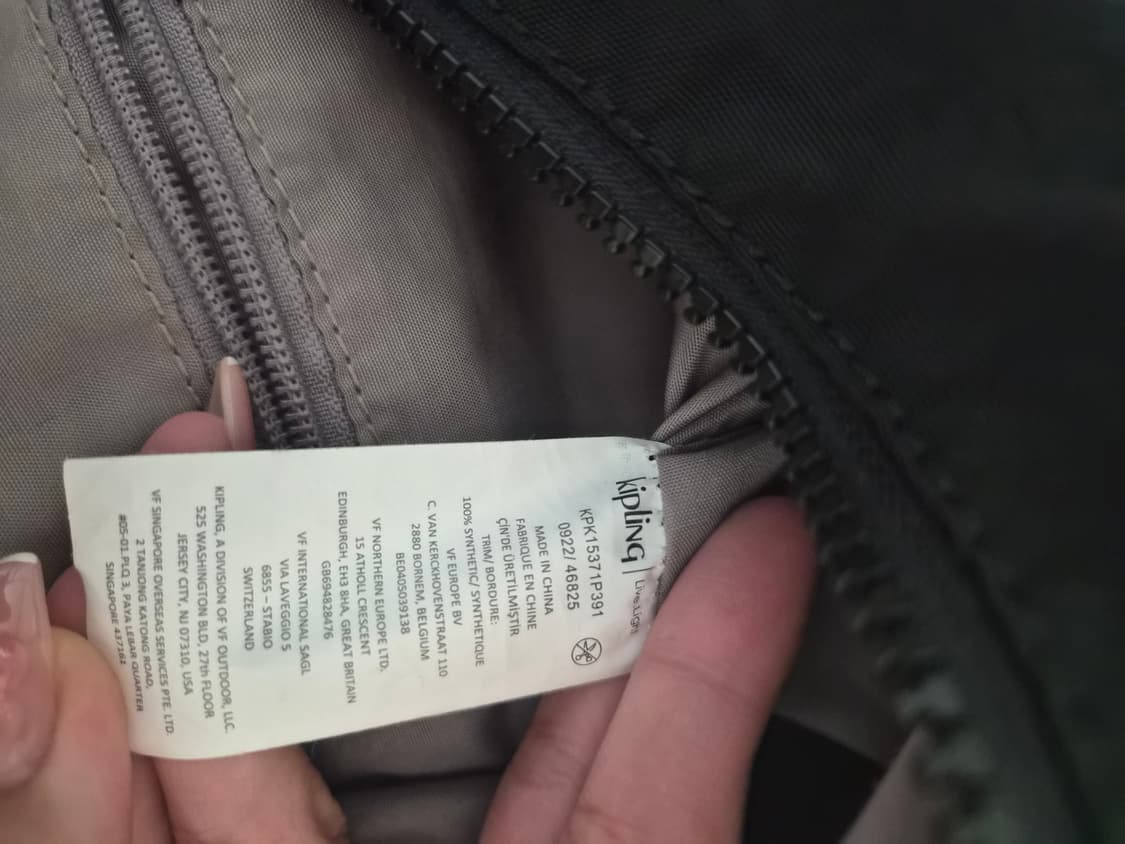 kipling | Live.Light
KPK15371P391
0922/ 46825
MADE IN CHINA
FABRIQUE EN CHINE
ÇİN'DE ÜRETİLMİŞTİR
TRIM/ BORDURE:
100% SYNTHETIC/ SYNTHETIQUE
VF EUROPE BV
C. VAN KERCKHOVENSTRAAT 110
2880 BORNEM, BELGIUM
BE0405039138
VF NORTHERN EUROPE LTD.
15 ATHOLL CRESCENT
EDINBURGH, EH3 8HA, GREAT BRITAIN
GB694828476
VF INTERNATIONAL SAGL
VIA LAVEGGIO 5
6855 – STABIO
SWITZERLAND
KIPLING, A DIVISION OF VF OUTDOOR, LLC.
525 WASHINGTON BLD, 27th FLOOR
JERSEY CITY, NJ 07310, USA
VF SINGAPORE OVERSEAS SERVICES PTE. LTD.
2 TANJONG KATONG ROAD,
#05-01 PLQ 3, PAYA LEBAR QUARTER
SINGAPORE 437161